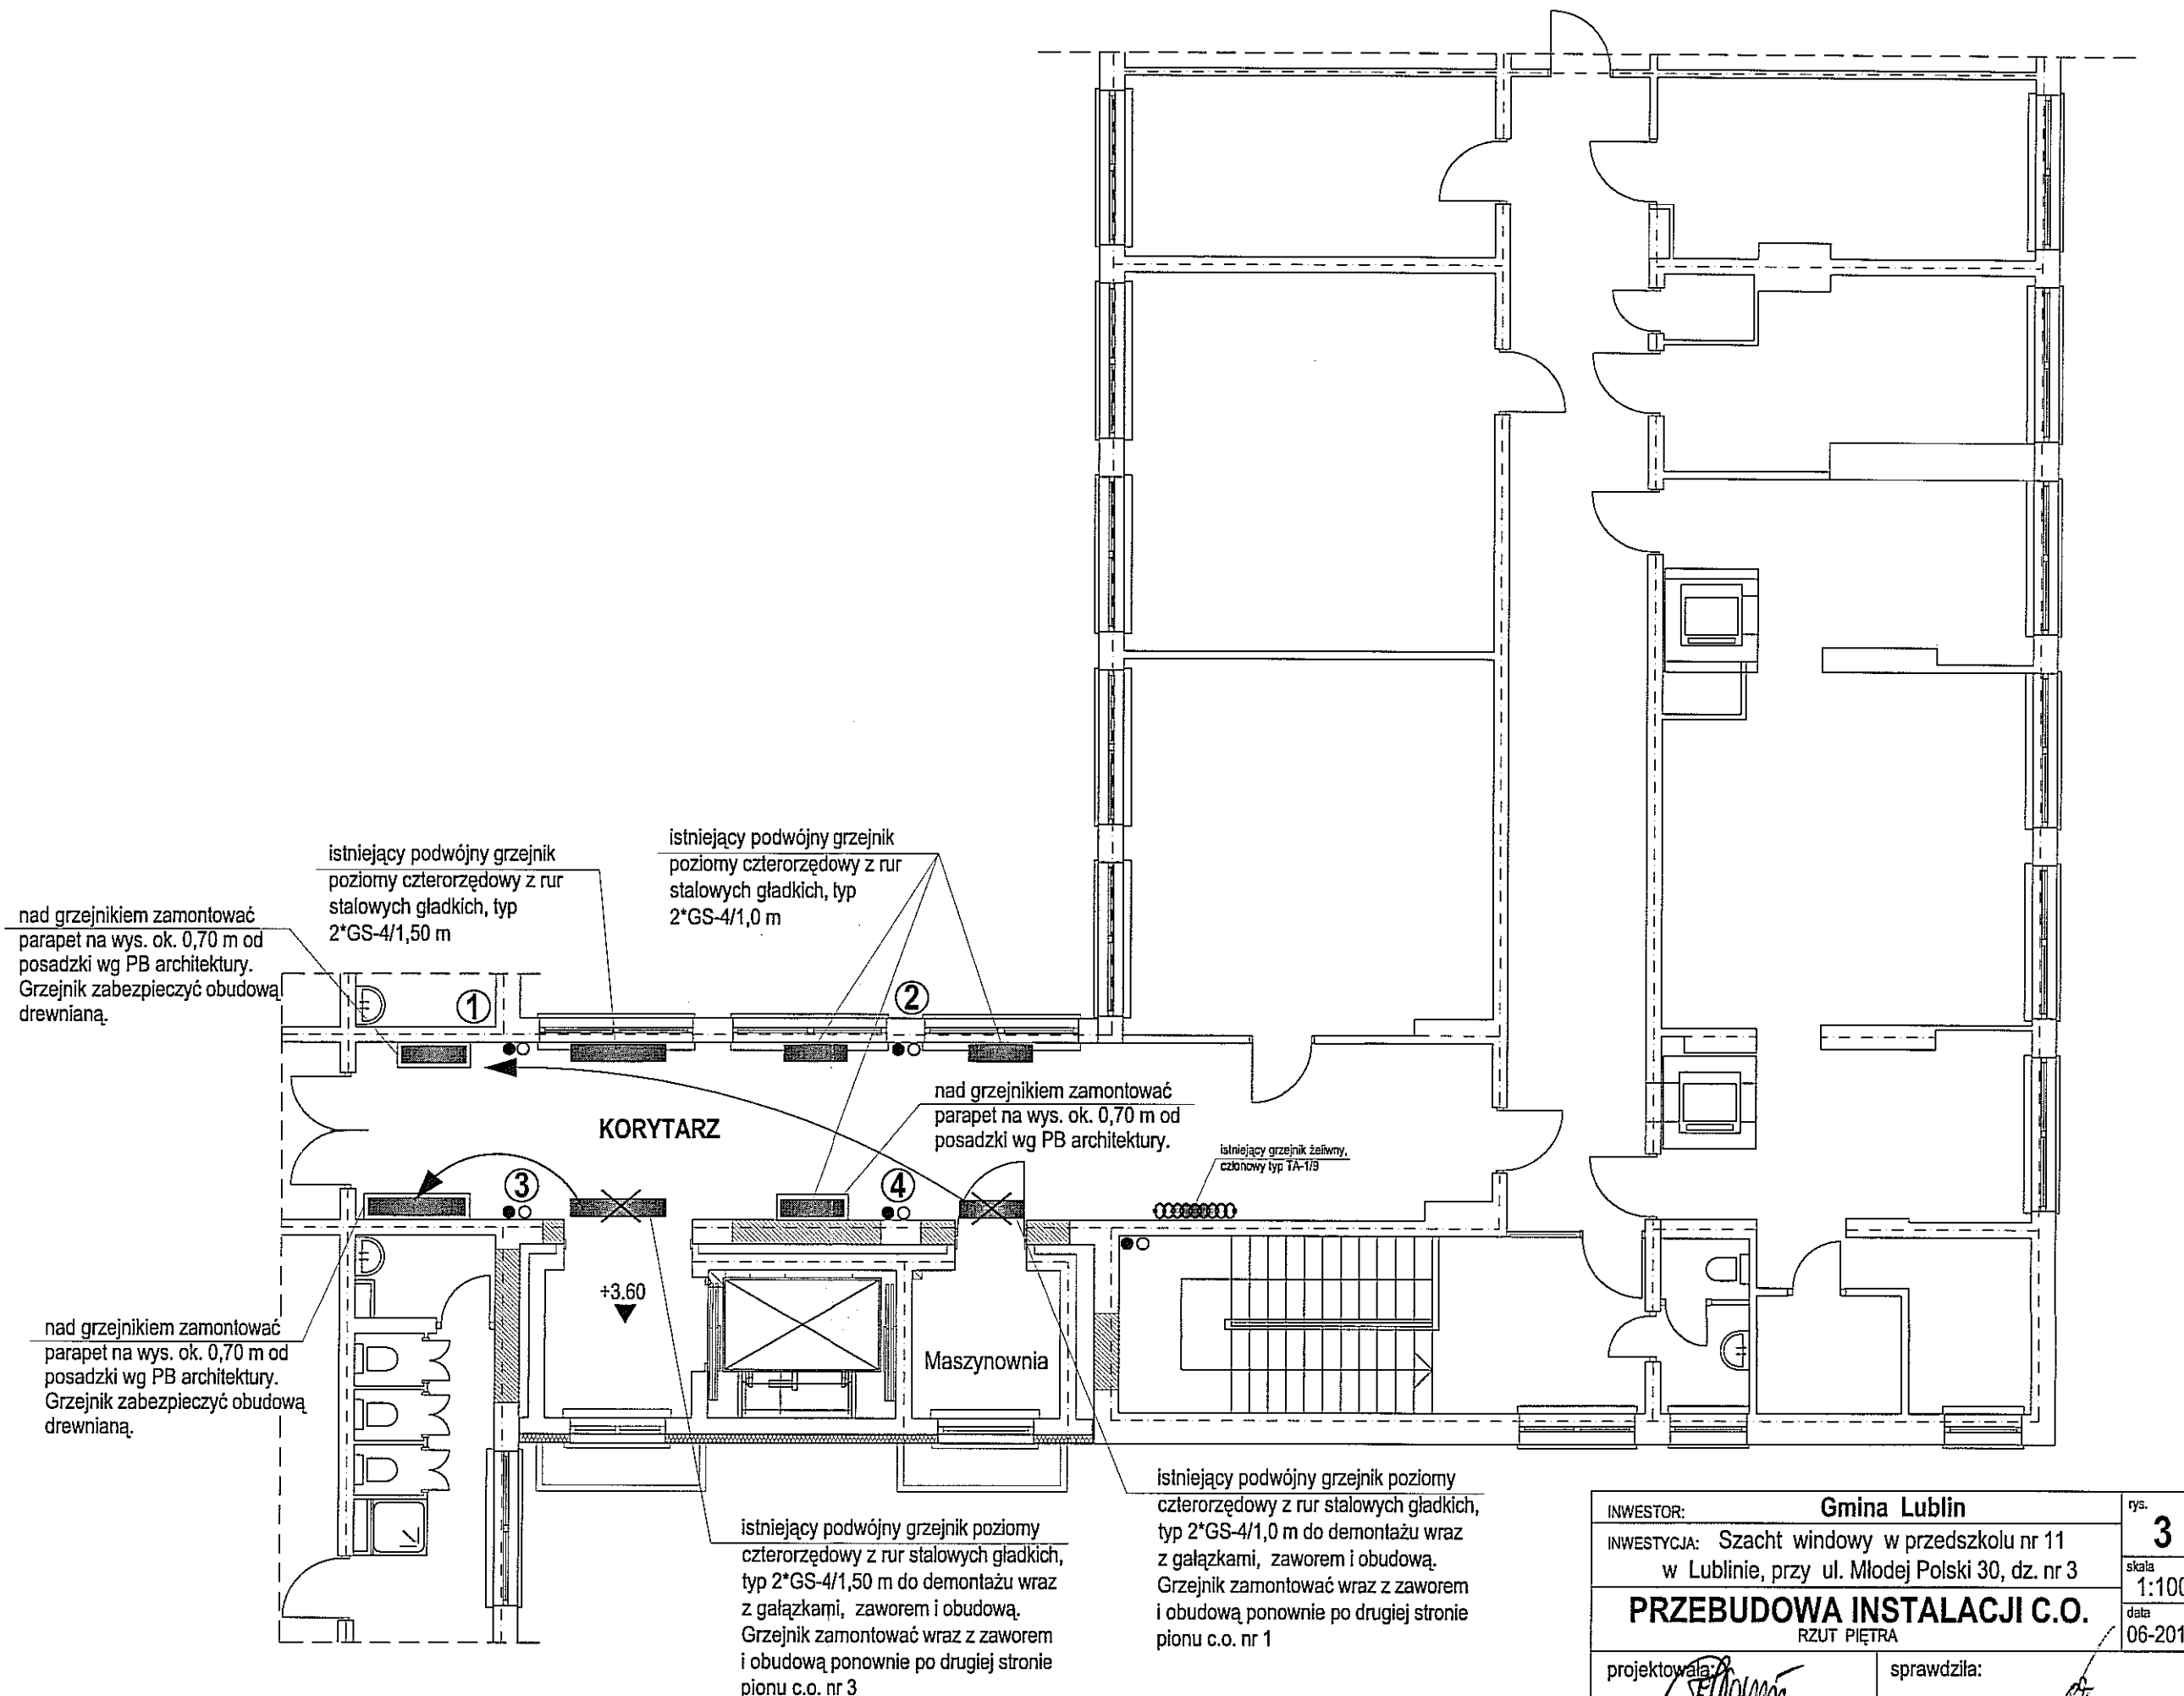 istniejący podwójny grzejnik
poziomy czterorzędowy z rur
stalowych gładkich, typ
2*GS-4/1,50 m
istniejący podwójny grzejnik
poziomy czterorzędowy z rur
stalowych gładkich, typ
2*GS-4/1,0 m
nad grzejnikiem zamontować
parapet na wys. ok. 0,70 m od
posadzki wg PB architektury.
Grzejnik zabezpieczyć obudową
drewnianą.
1
2
KORYTARZ
nad grzejnikiem zamontować
parapet na wys. ok. 0,70 m od
posadzki wg PB architektury.
istniejący grzejnik żeliwny,
członowy typ TA-1/9
3
4
+3.60
Maszynownia
nad grzejnikiem zamontować
parapet na wys. ok. 0,70 m od
posadzki wg PB architektury.
Grzejnik zabezpieczyć obudową
drewnianą.
istniejący podwójny grzejnik poziomy
czterorzędowy z rur stalowych gładkich,
typ 2*GS-4/1,50 m do demontażu wraz
z gałązkami, zaworem i obudową.
Grzejnik zamontować wraz z zaworem
i obudową ponownie po drugiej stronie
pionu c.o. nr 3
istniejący podwójny grzejnik poziomy
czterorzędowy z rur stalowych gładkich,
typ 2*GS-4/1,0 m do demontażu wraz
z gałązkami, zaworem i obudową.
Grzejnik zamontować wraz z zaworem
i obudową ponownie po drugiej stronie
pionu c.o. nr 1
INWESTOR: Gmina Lublin
rys.
3
INWESTYCJA: Szacht windowy w przedszkolu nr 11
w Lublinie, przy ul. Młodej Polski 30, dz. nr 3
skala
1:100
PRZEBUDOWA INSTALACJI C.O.
RZUT PIĘTRA
data
06-201
projektowała:
sprawdziła: